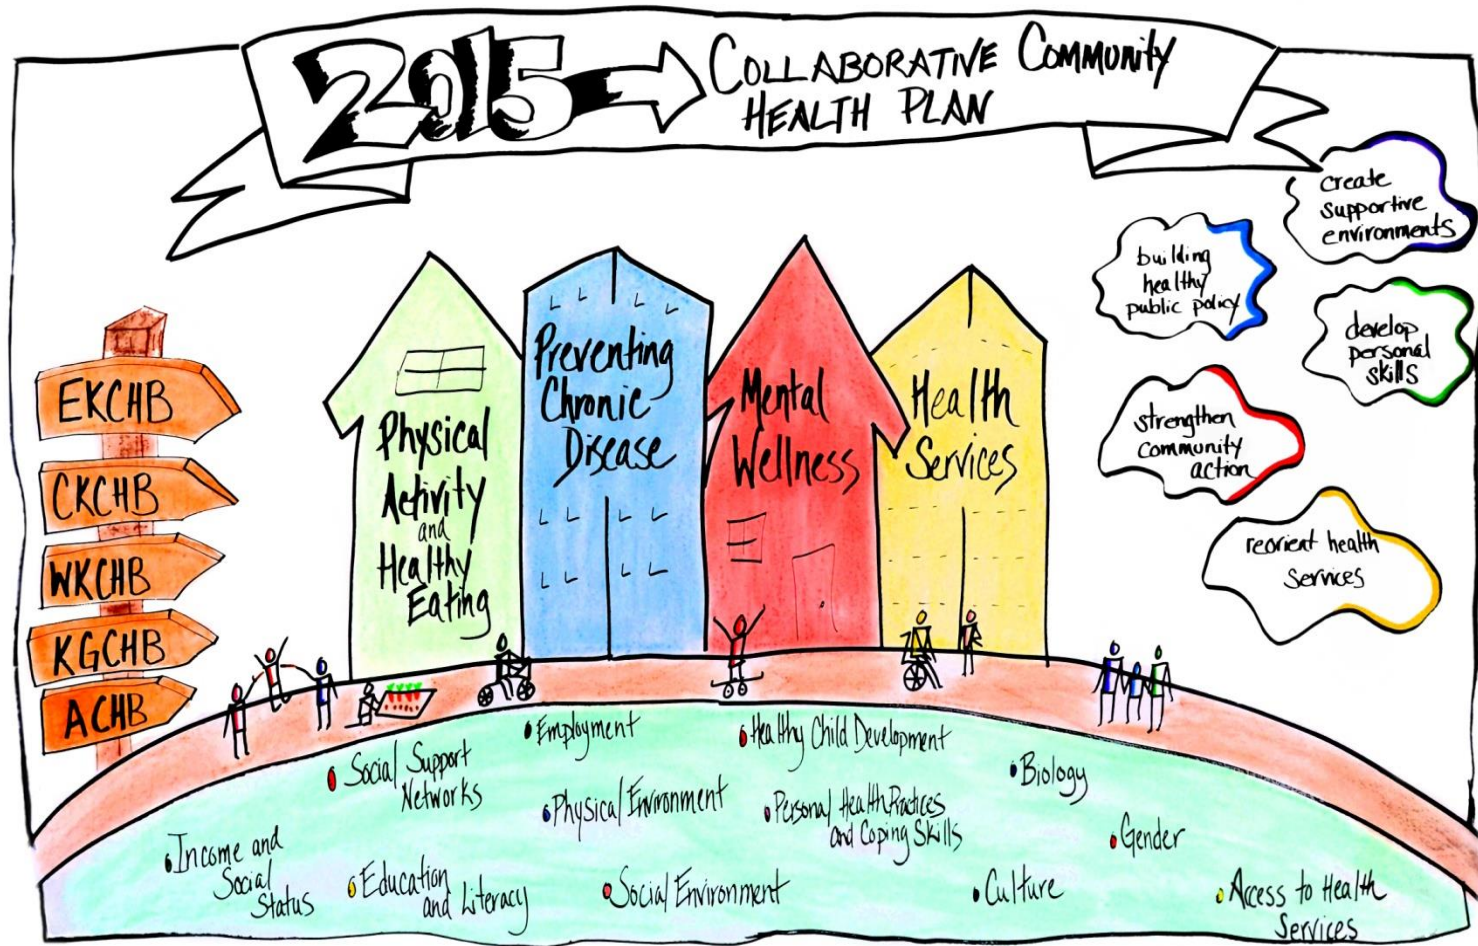 2015 → COLLABORATIVE COMMUNITY
HEALTH PLAN
EKCHB
CKCHB
WKCHB
KGCHB
ACHB
Physical
Activity
and
Healthy
Eating
Preventing
Chronic
Disease
Mental
Wellness
Health
Services
create
supportive
environments
building
healthy
public policy
develop
personal
skills
strengthen
community
action
reorient health
services
Income and
Social
Status
Social Support
Networks
Education
and Literacy
Employment
Physical Environment
Social Environment
Healthy Child Development
Personal Health Practices
and Coping Skills
Biology
Culture
Gender
Access to Health
Services